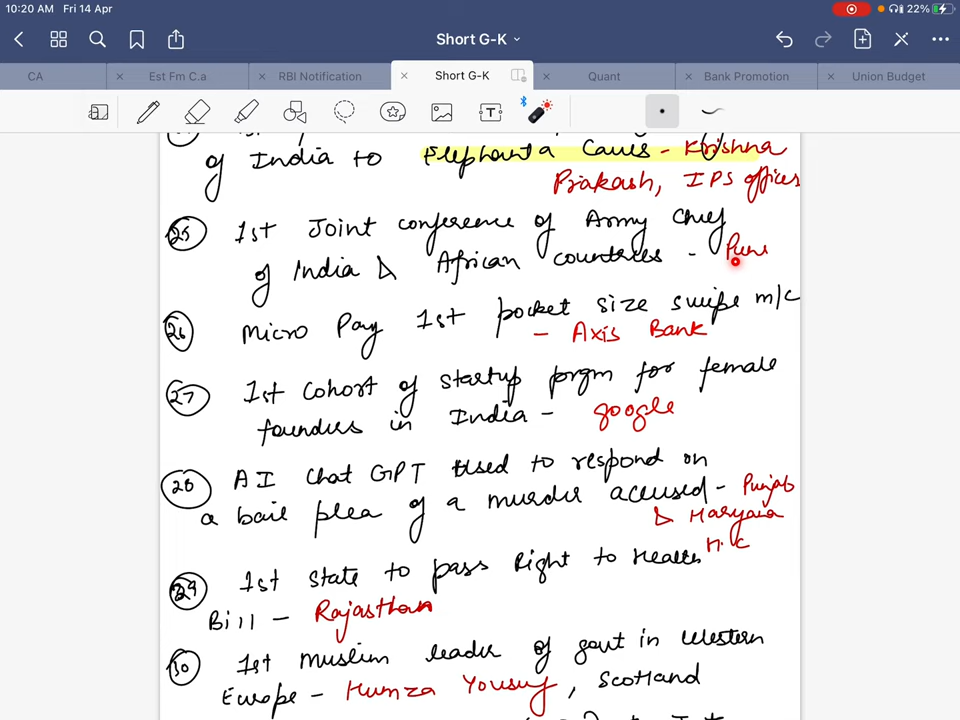 10:20 AM Fri 14 Apr
22%
Short G-K
CA
Est Fm C.a
RBI Notification
Short G-K
Quant
Bank Promotion
Union Budget
of India to Elephanta Caves - Krishna
Prakash, IPS officer
25 1st Joint conference of Army Chief
of India & African countries - Pune
26 Micro Pay 1st pocket size swipe m/c
- Axis Bank
27 1st Cohort of startup prgm for female
founders in India - google
28 AI Chat GPT Used to respond on
a bail plea of a murder accused - Punjab
& Haryana
H.C
29 1st state to pass Right to Health
Bill - Rajasthan
30 1st Muslim leader of govt in Western
Europe - Humza Yousuf, Scotland